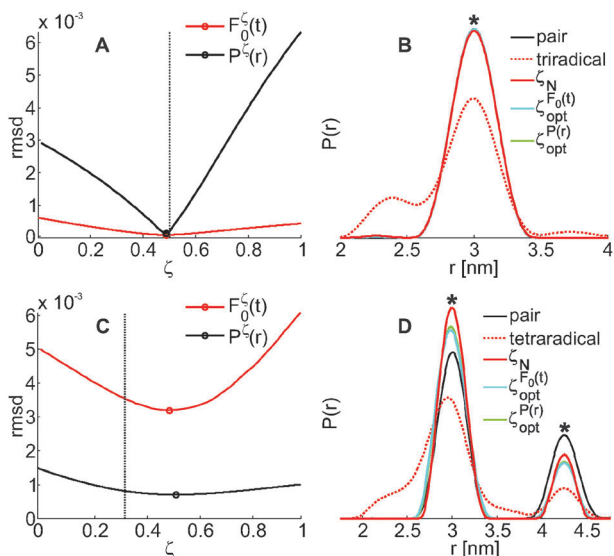 x 10⁻³
A
F₀^ζ(t)
P^ζ(r)
rmsd
6
5
4
3
2
1
0
0 0.2 0.4 0.6 0.8 1
ζ
B
*
pair
triradical
ζ_N
ζ_opt^F₀(t)
ζ_opt^P(r)
P(r)
2 2.5 3 3.5 4
r [nm]
x 10⁻³
C
F₀^ζ(t)
P^ζ(r)
rmsd
6
5
4
3
2
1
0
0 0.2 0.4 0.6 0.8 1
ζ
D
*
*
pair
tetraradical
ζ_N
ζ_opt^F₀(t)
ζ_opt^P(r)
P(r)
2 2.5 3 3.5 4 4.5
r [nm]